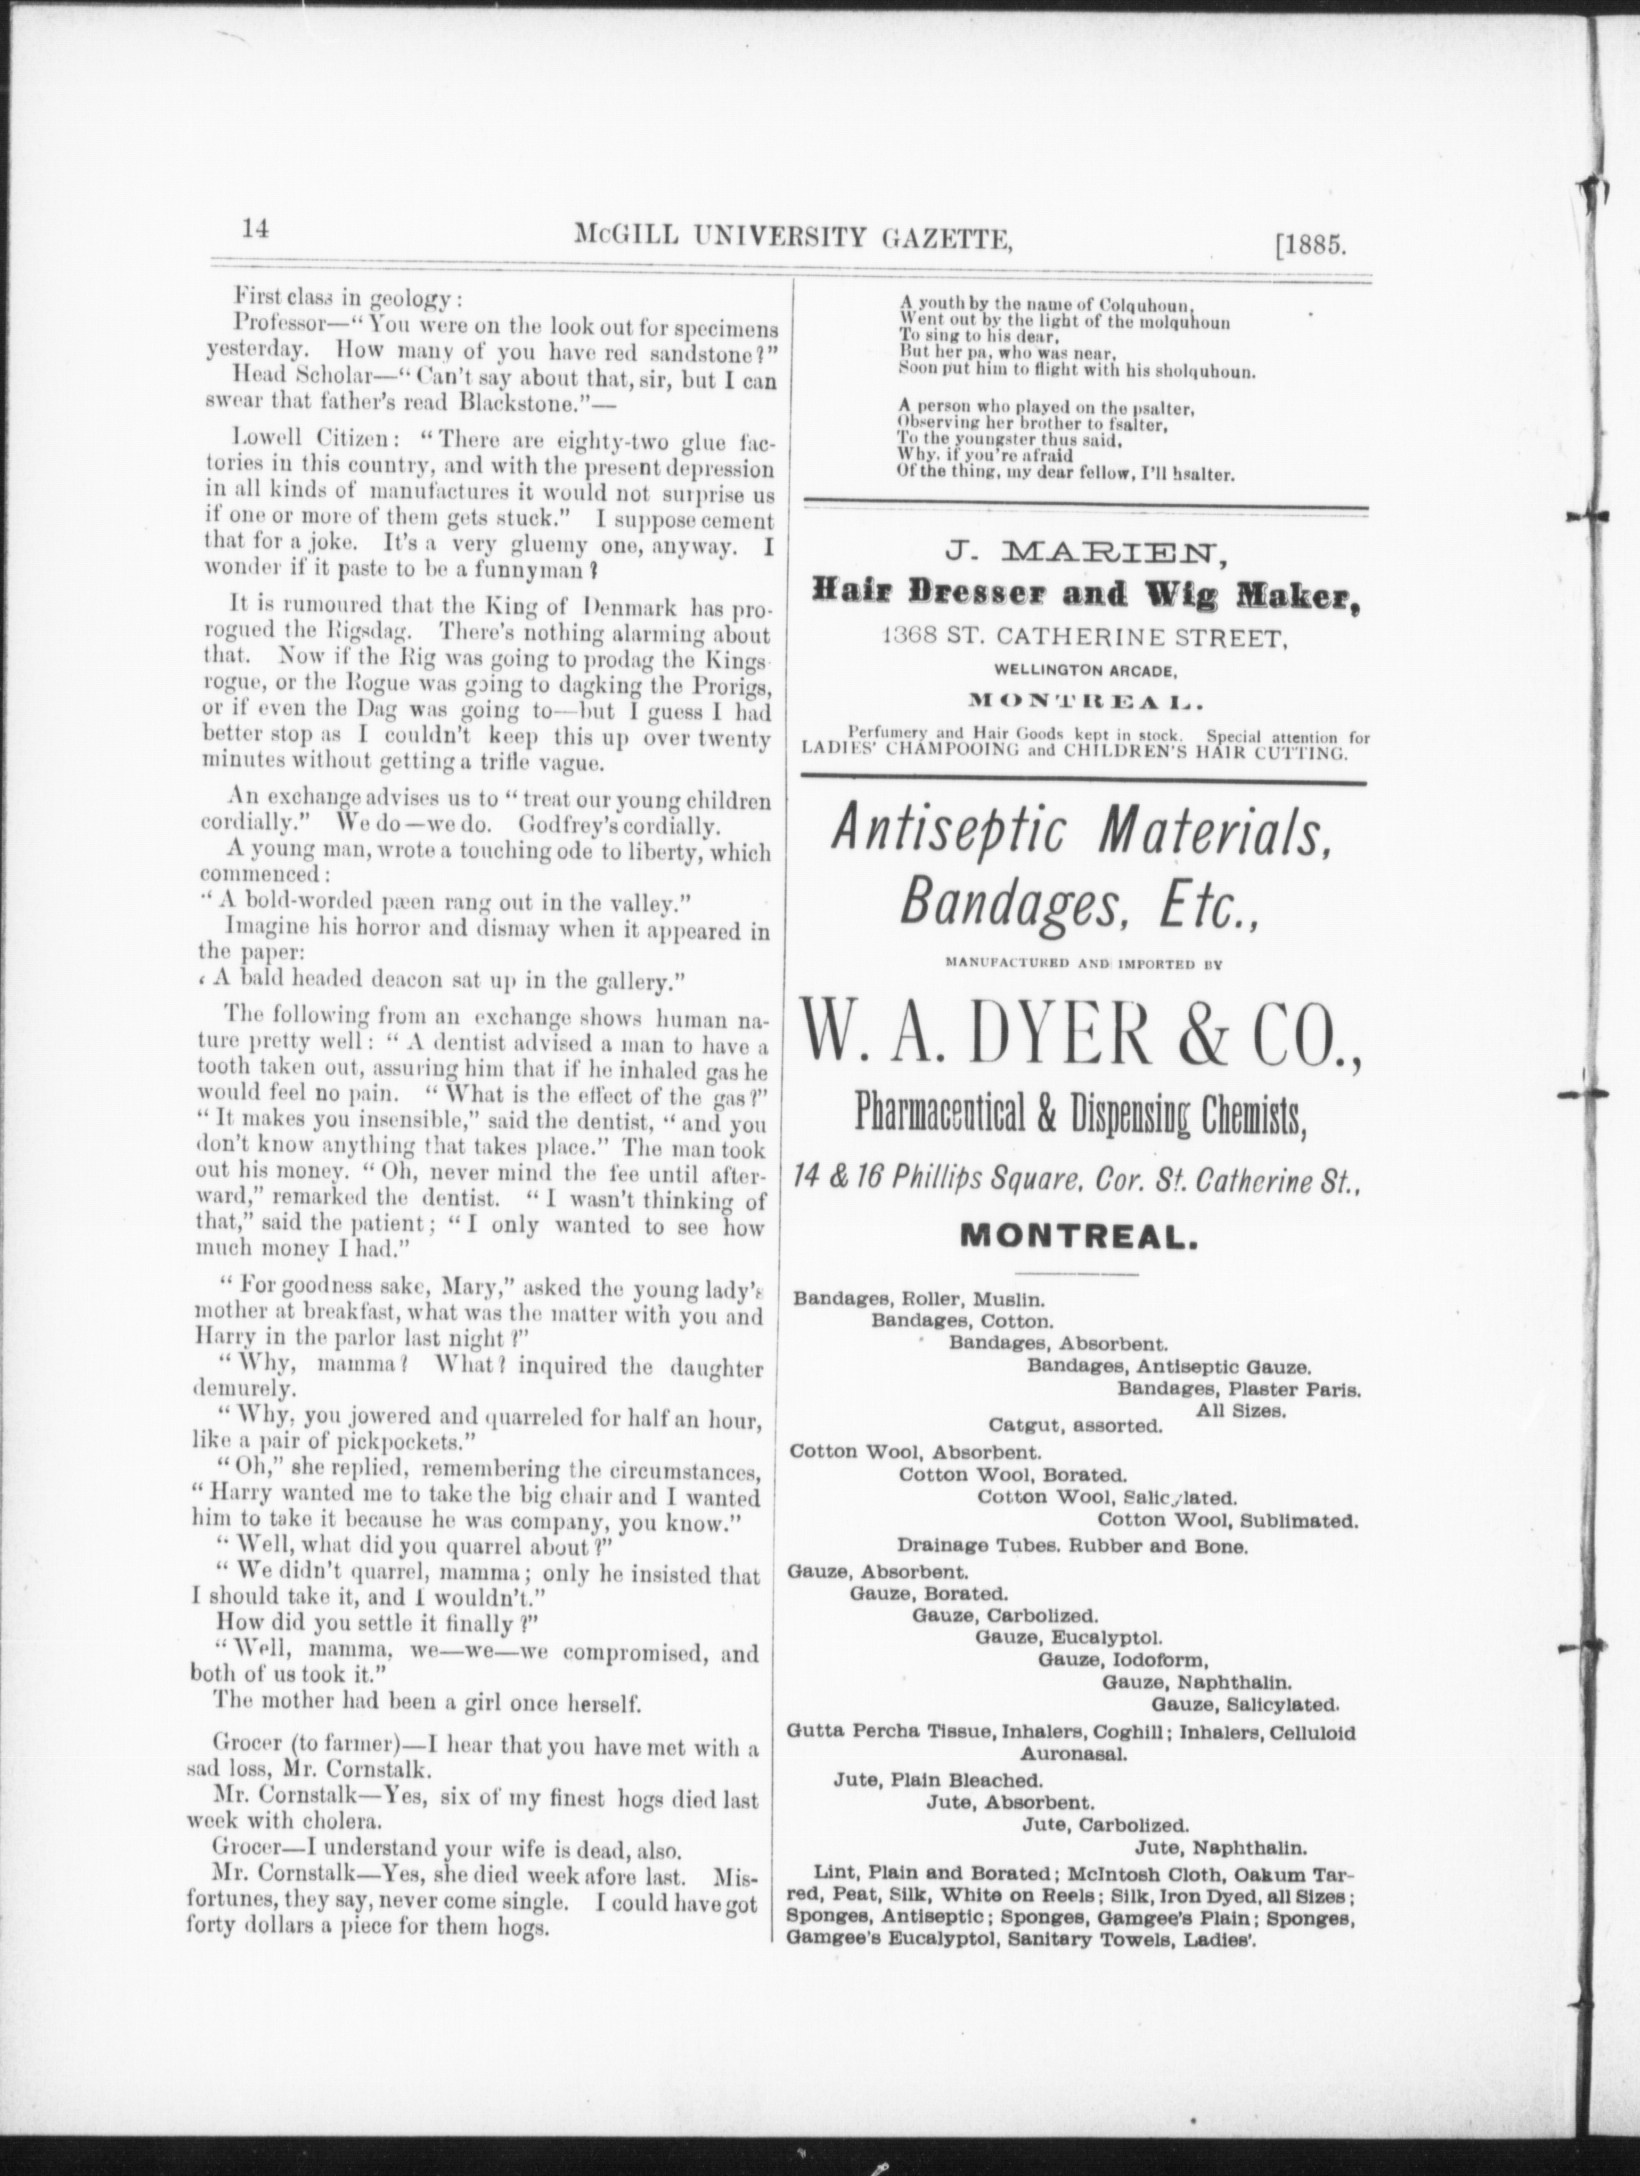 14
McGILL UNIVERSITY GAZETTE,
[1885.
First class in geology:
Professor—"You were on the look out for specimens
yesterday. How many of you have red sandstone?"
Head Scholar—"Can't say about that, sir, but I can
swear that father's read Blackstone."—
Lowell Citizen: "There are eighty-two glue fac-
tories in this country, and with the present depression
in all kinds of manufactures it would not surprise us
if one or more of them gets stuck." I suppose cement
that for a joke. It's a very gluemy one, anyway. I
wonder if it paste to be a funnyman?
It is rumoured that the King of Denmark has pro-
rogued the Rigsdag. There's nothing alarming about
that. Now if the Rig was going to prodag the Kings
rogue, or the Rogue was going to dagking the Prorigs,
or if even the Dag was going to—but I guess I had
better stop as I couldn't keep this up over twenty
minutes without getting a trifle vague.
An exchange advises us to "treat our young children
cordially." We do—we do. Godfrey's cordially.
A young man, wrote a touching ode to liberty, which
commenced:
"A bold-worded pæen rang out in the valley."
Imagine his horror and dismay when it appeared in
the paper:
‘A bald headed deacon sat up in the gallery."
The following from an exchange shows human na-
ture pretty well: "A dentist advised a man to have a
tooth taken out, assuring him that if he inhaled gas he
would feel no pain. "What is the effect of the gas?"
"It makes you insensible," said the dentist, "and you
don't know anything that takes place." The man took
out his money. "Oh, never mind the fee until after-
ward," remarked the dentist. "I wasn't thinking of
that," said the patient; "I only wanted to see how
much money I had."
"For goodness sake, Mary," asked the young lady's
mother at breakfast, what was the matter with you and
Harry in the parlor last night?"
"Why, mamma? What? inquired the daughter
demurely.
"Why, you jowered and quarreled for half an hour,
like a pair of pickpockets."
"Oh," she replied, remembering the circumstances,
"Harry wanted me to take the big chair and I wanted
him to take it because he was company, you know."
"Well, what did you quarrel about?"
"We didn't quarrel, mamma; only he insisted that
I should take it, and I wouldn't."
How did you settle it finally?"
"Well, mamma, we—we—we compromised, and
both of us took it."
The mother had been a girl once herself.
Grocer (to farmer)—I hear that you have met with a
sad loss, Mr. Cornstalk.
Mr. Cornstalk—Yes, six of my finest hogs died last
week with cholera.
Grocer—I understand your wife is dead, also.
Mr. Cornstalk—Yes, she died week afore last. Mis-
fortunes, they say, never come single. I could have got
forty dollars a piece for them hogs.
A youth by the name of Colquhoun,
Went out by the light of the molquhoun
To sing to his dear,
But her pa, who was near,
Soon put him to flight with his sholquhoun.
A person who played on the psalter,
Observing her brother to fsalter,
To the youngster thus said,
Why, if you're afraid
Of the thing, my dear fellow, I'll hsalter.
J. MARIEN,
Hair Dresser and Wig Maker,
1368 ST. CATHERINE STREET,
WELLINGTON ARCADE,
MONTREAL.
Perfumery and Hair Goods kept in stock. Special attention for
LADIES' CHAMPOOING and CHILDREN'S HAIR CUTTING.
Antiseptic Materials,
Bandages, Etc.,
MANUFACTURED AND IMPORTED BY
W. A. DYER & CO.,
Pharmaceutical & Dispensing Chemists,
14 & 16 Phillips Square, Cor. St. Catherine St.,
MONTREAL.
Bandages, Roller, Muslin.
Bandages, Cotton.
Bandages, Absorbent.
Bandages, Antiseptic Gauze.
Bandages, Plaster Paris.
All Sizes.
Catgut, assorted.
Cotton Wool, Absorbent.
Cotton Wool, Borated.
Cotton Wool, Salicylated.
Cotton Wool, Sublimated.
Drainage Tubes. Rubber and Bone.
Gauze, Absorbent.
Gauze, Borated.
Gauze, Carbolized.
Gauze, Eucalyptol.
Gauze, Iodoform,
Gauze, Naphthalin.
Gauze, Salicylated.
Gutta Percha Tissue, Inhalers, Coghill; Inhalers, Celluloid
Auronasal.
Jute, Plain Bleached.
Jute, Absorbent.
Jute, Carbolized.
Jute, Naphthalin.
Lint, Plain and Borated; McIntosh Cloth, Oakum Tar-
red, Peat, Silk, White on Reels; Silk, Iron Dyed, all Sizes;
Sponges, Antiseptic; Sponges, Gamgee's Plain; Sponges,
Gamgee's Eucalyptol, Sanitary Towels, Ladies'.